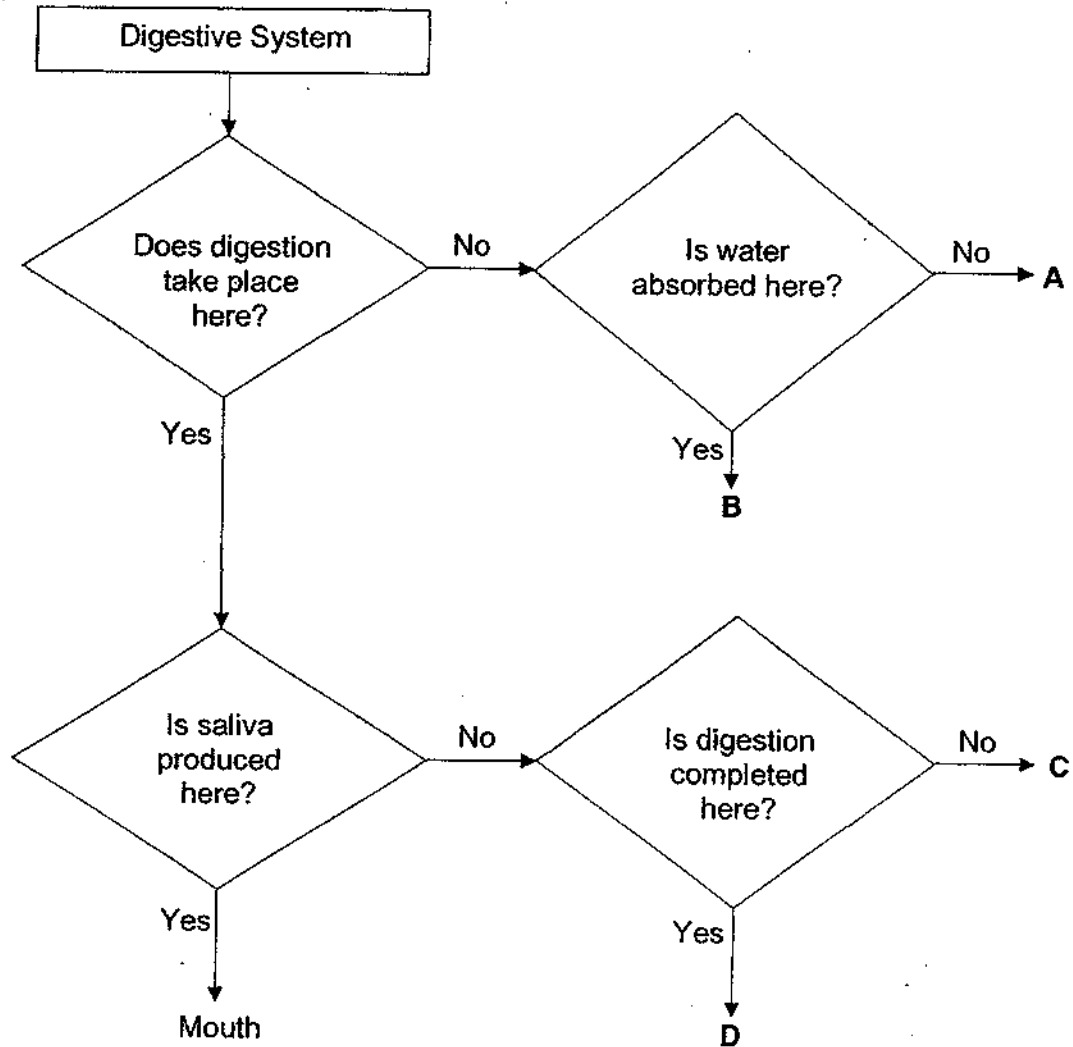 Digestive System
Does digestion
take place
here?
No
Is water
absorbed here?
No
A
Yes
Yes
B
Is saliva
produced
here?
No
Is digestion
completed
here?
No
C
Yes
Yes
Mouth
D